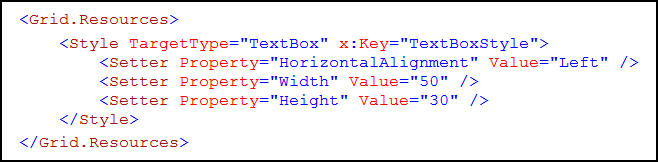 <Grid.Resources>
<Style TargetType="TextBox" x:Key="TextBoxStyle">
<Setter Property="HorizontalAlignment" Value="Left" />
<Setter Property="Width" Value="50" />
<Setter Property="Height" Value="30" />
</Style>
</Grid.Resources>